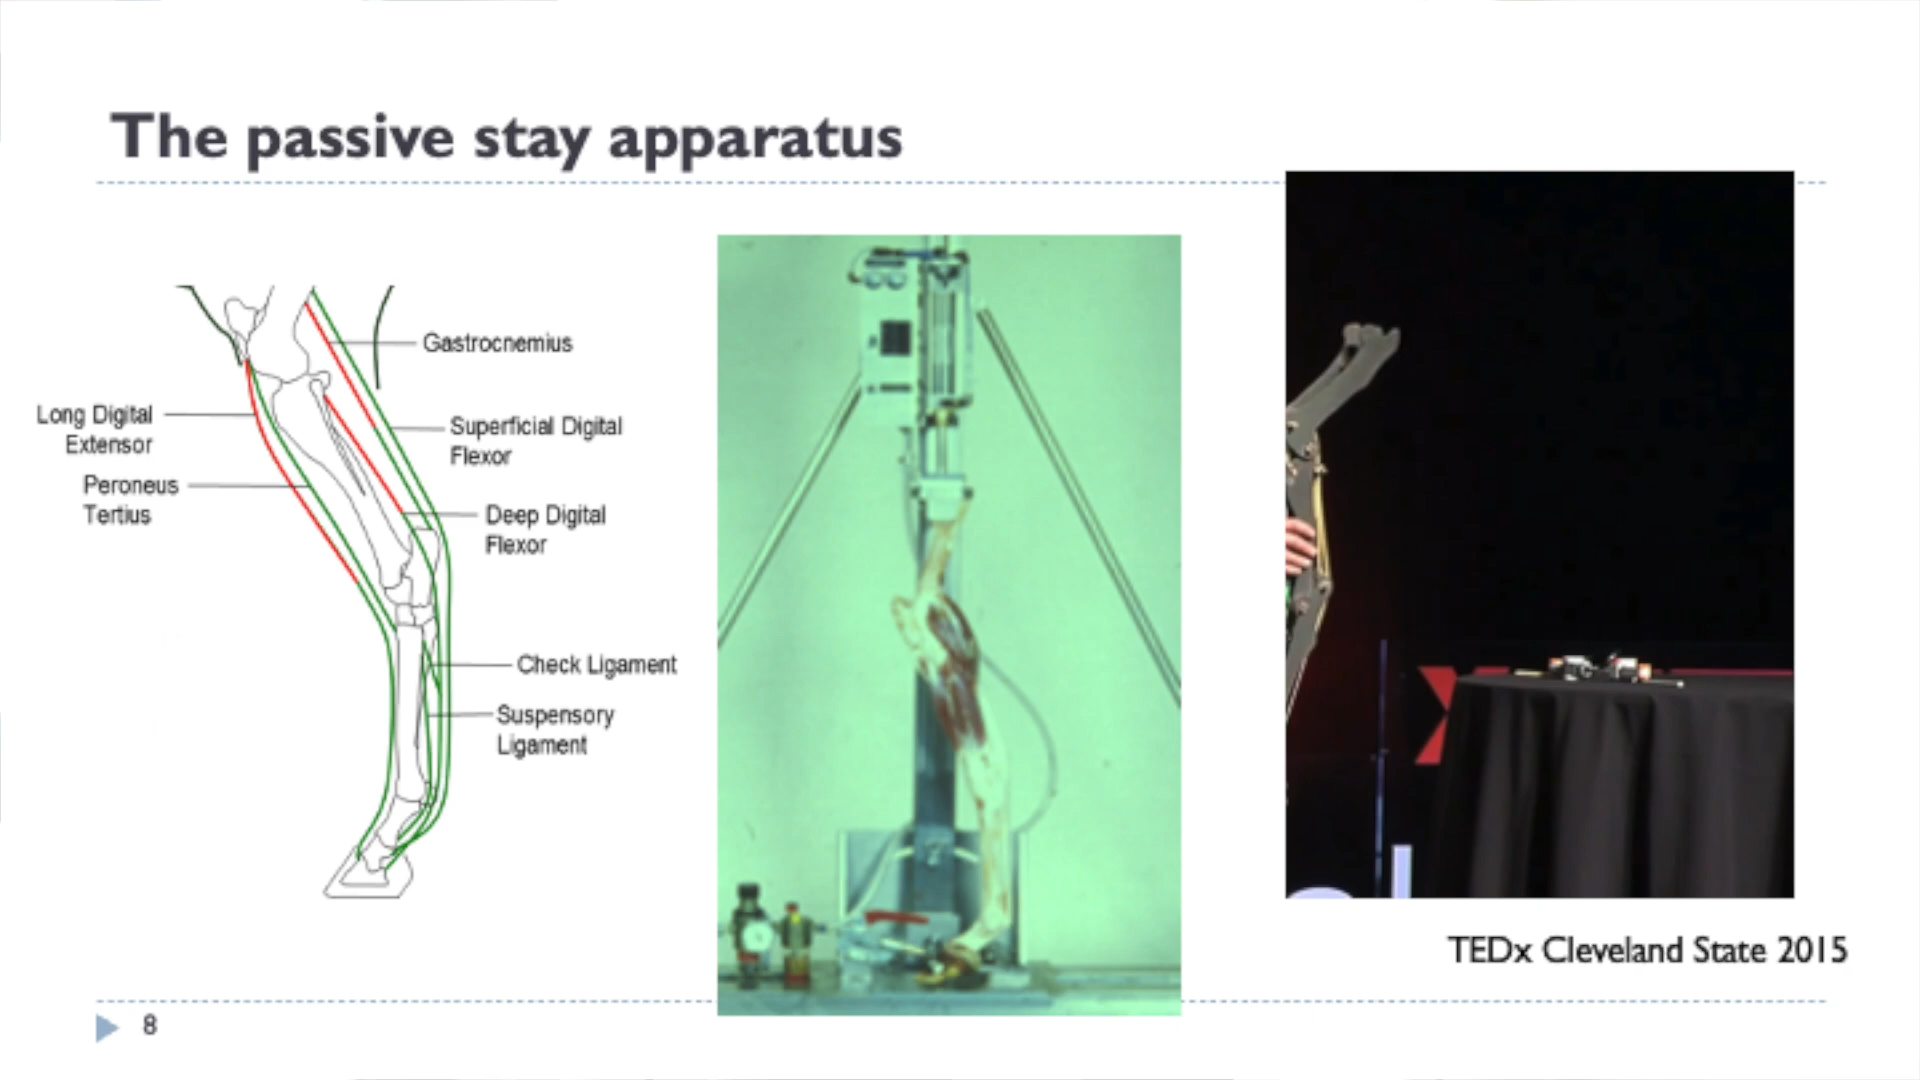 The passive stay apparatus
Gastrocnemius
Long Digital
Extensor
Superficial Digital
Flexor
Peroneus
Tertius
Deep Digital
Flexor
Check Ligament
Suspensory
Ligament
TEDx Cleveland State 2015
8